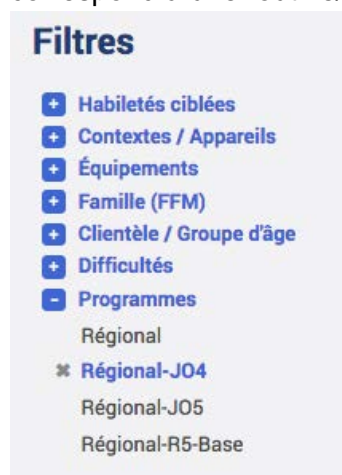 Filtres
+ Habiletés ciblées
+ Contextes / Appareils
+ Équipements
+ Famille (FFM)
+ Clientèle / Groupe d'âge
+ Difficultés
- Programmes
Régional
✖ Régional-JO4
Régional-JO5
Régional-R5-Base